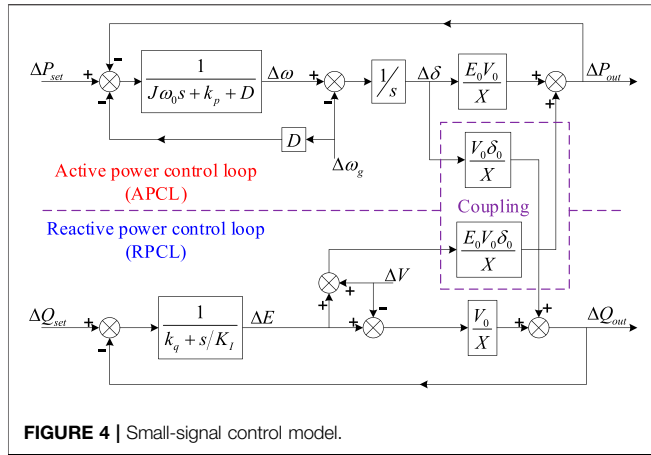 ΔP_set + − − 1/(Jω₀s + k_p + D) Δω + − 1/s Δδ E₀V₀/X + + ΔP_out
D
Δω_g
V₀δ₀/X
Active power control loop
(APCL)
Coupling
Reactive power control loop
(RPCL)
E₀V₀δ₀/X
+ + ΔV
ΔQ_set + − 1/(k_q + s/K_I) ΔE + − V₀/X + + ΔQ_out
FIGURE 4 | Small-signal control model.